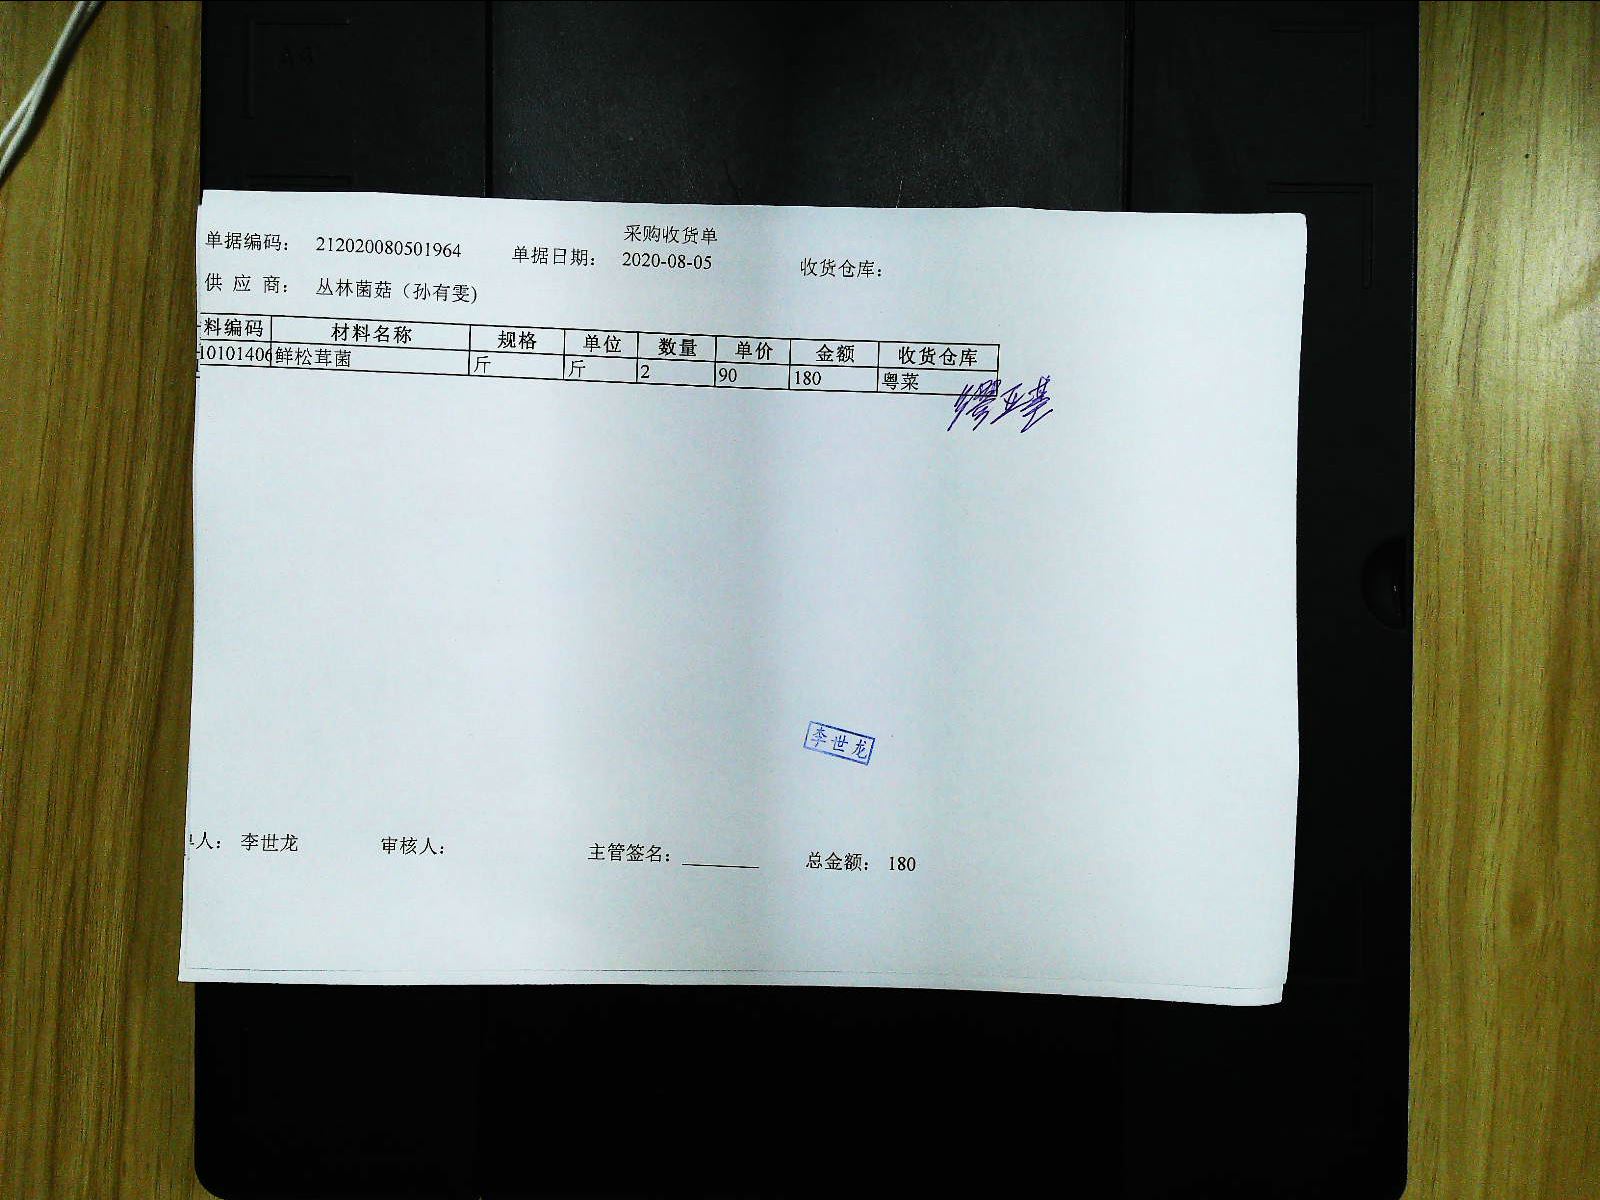 采购收货单
单据编码： 212020080501964 单据日期： 2020-08-05 收货仓库：
供 应 商： 丛林菌菇（孙有雯)
料编码 材料名称 规格 单位 数量 单价 金额 收货仓库
10101406 鲜松茸菌 斤 斤 2 90 180 粤菜
缪亚基
李世龙
人： 李世龙 审核人： 主管签名： 总金额： 180